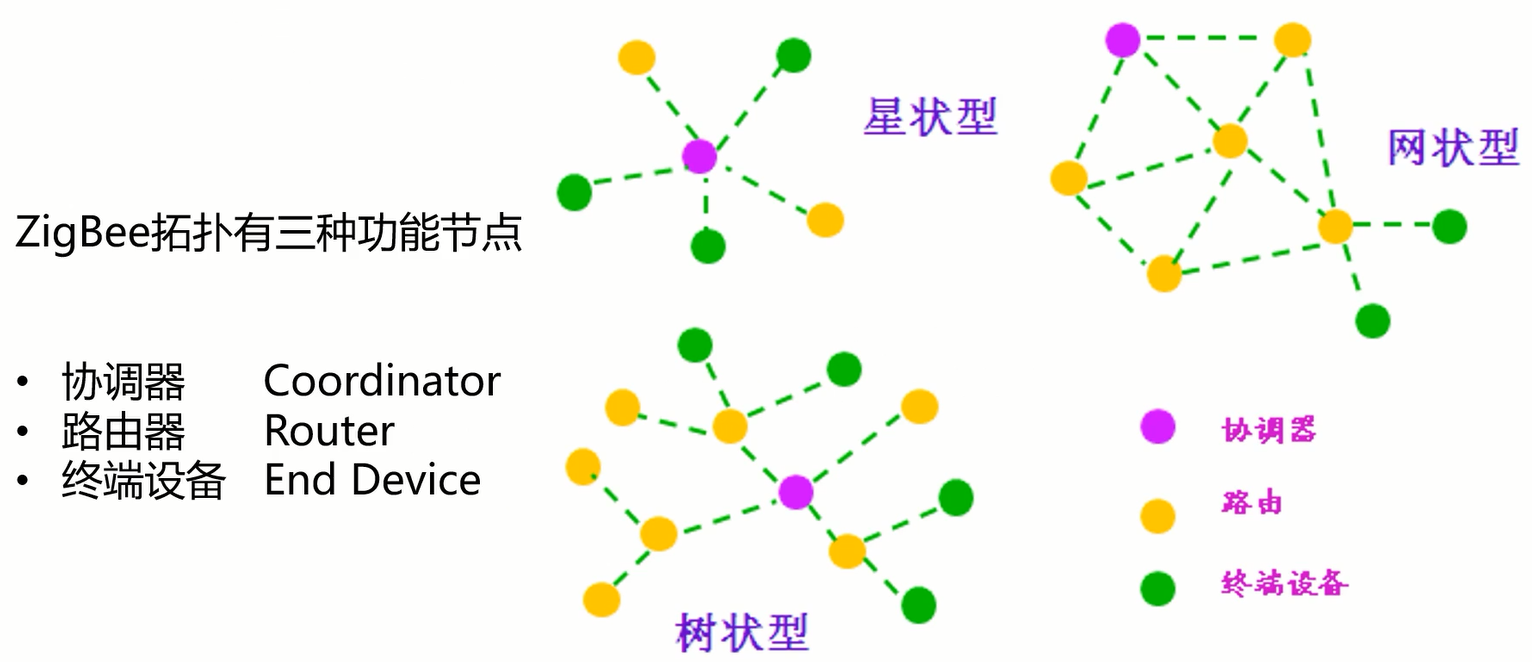 ZigBee拓扑有三种功能节点
• 协调器 Coordinator
• 路由器 Router
• 终端设备 End Device
星状型
网状型
树状型
协调器
路由
终端设备